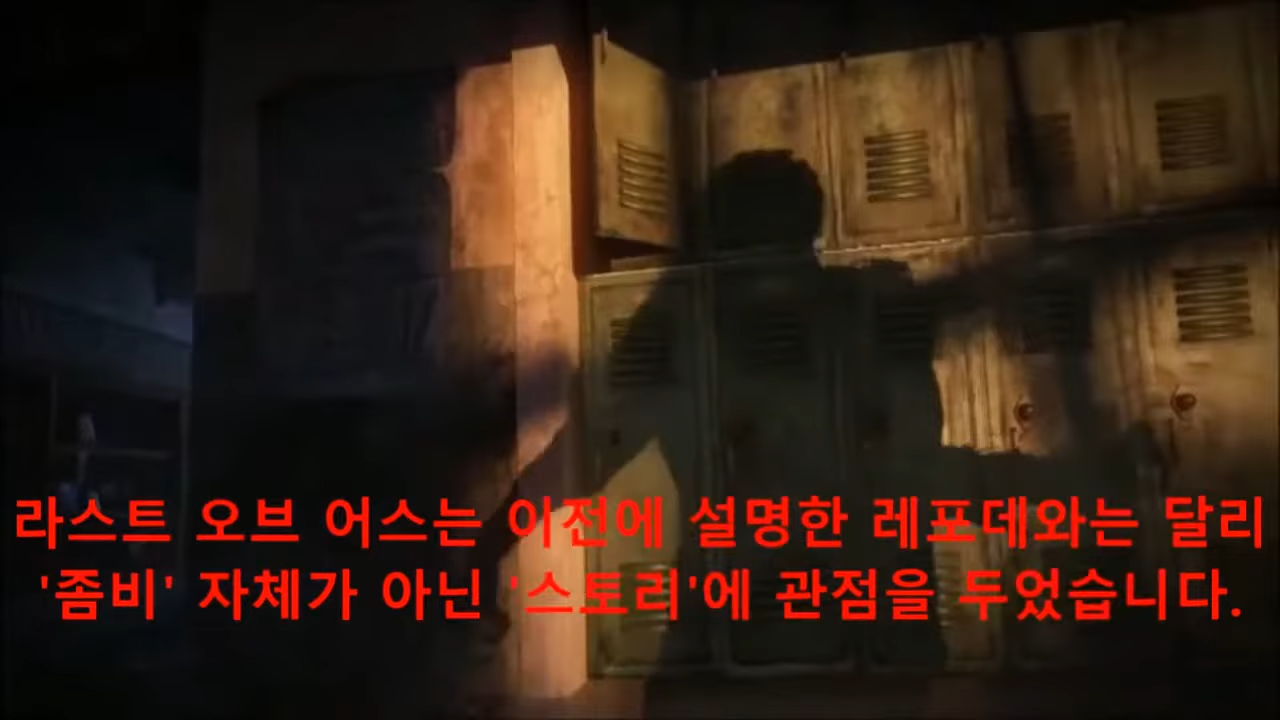 라스트 오브 어스는 이전에 설명한 레포데와는 달리
'좀비' 자체가 아닌 '스토리'에 관점을 두었습니다.